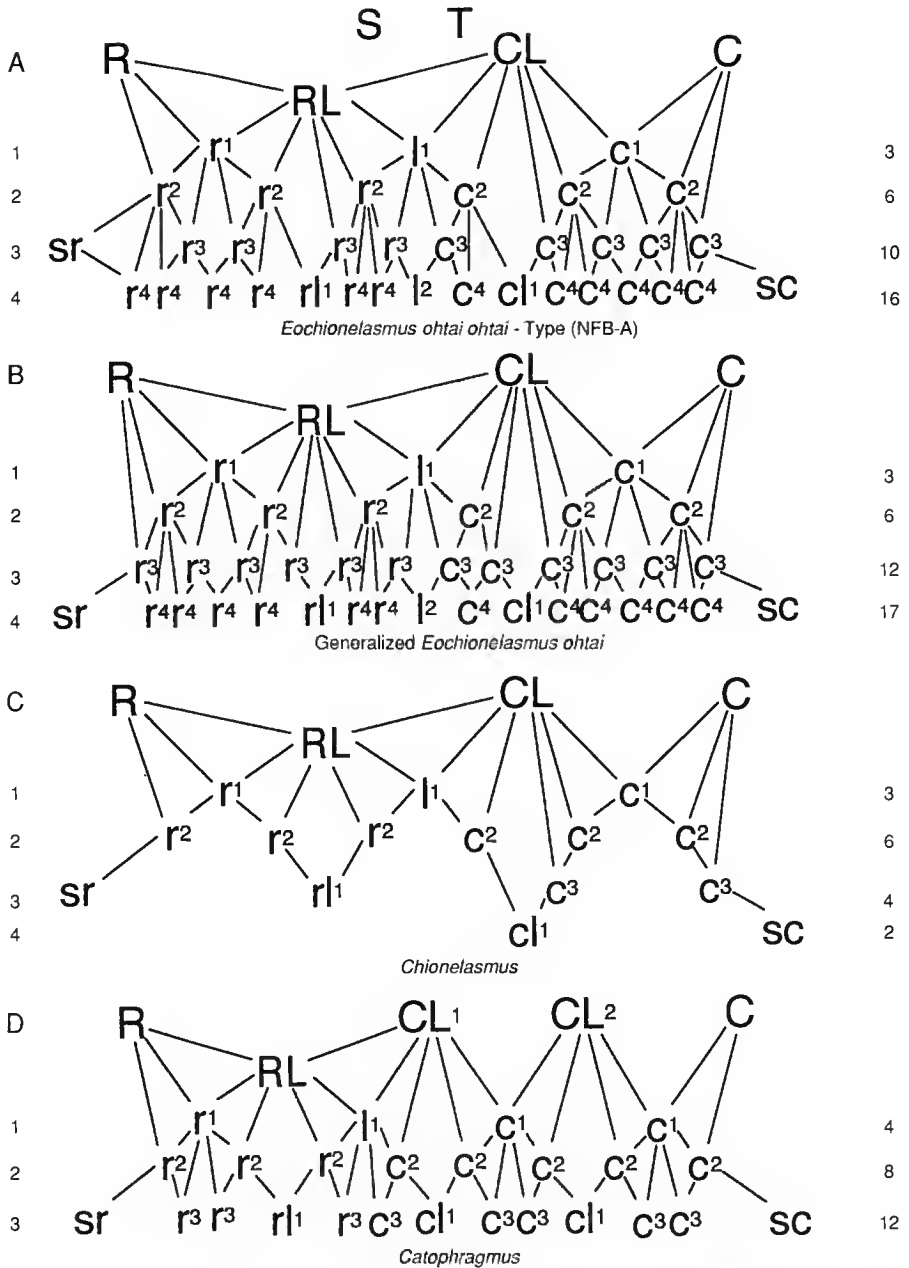 S T
A R CL C
RL
1 r¹ l¹ c¹ 3
2 r² r² r² c² c² c² 6
3 sr r³ r³ r³ r³ c³ c³ c³ c³ c³ 10
4 r⁴ r⁴ r⁴ r⁴ rl¹ r⁴ r⁴ l² c⁴ cl¹ c⁴ c⁴ c⁴ c⁴ c⁴ sc 16
Eochionelasmus ohtai ohtai - Type (NFB-A)
B R CL C
RL
1 r¹ l¹ c¹ 3
2 r² r² r² c² c² c² 6
3 r³ r³ r³ r³ r³ r³ c³ c³ c³ c³ c³ c³ 12
4 sr r⁴ r⁴ r⁴ r⁴ rl¹ r⁴ r⁴ l² c⁴ cl¹ c⁴ c⁴ c⁴ c⁴ c⁴ sc 17
Generalized Eochionelasmus ohtai
C R CL C
RL
1 r¹ l¹ c¹ 3
2 r² r² r² c² c² c² 6
3 sr rl¹ c³ c³ 4
4 cl¹ sc 2
Chionelasmus
D R CL¹ CL² C
RL
1 r¹ l¹ c¹ c¹ 4
2 r² r² r² c² c² c² c² c² 8
3 sr r³ r³ rl¹ r³ c³ cl¹ c³ c³ cl¹ c³ c³ sc 12
Catophragmus